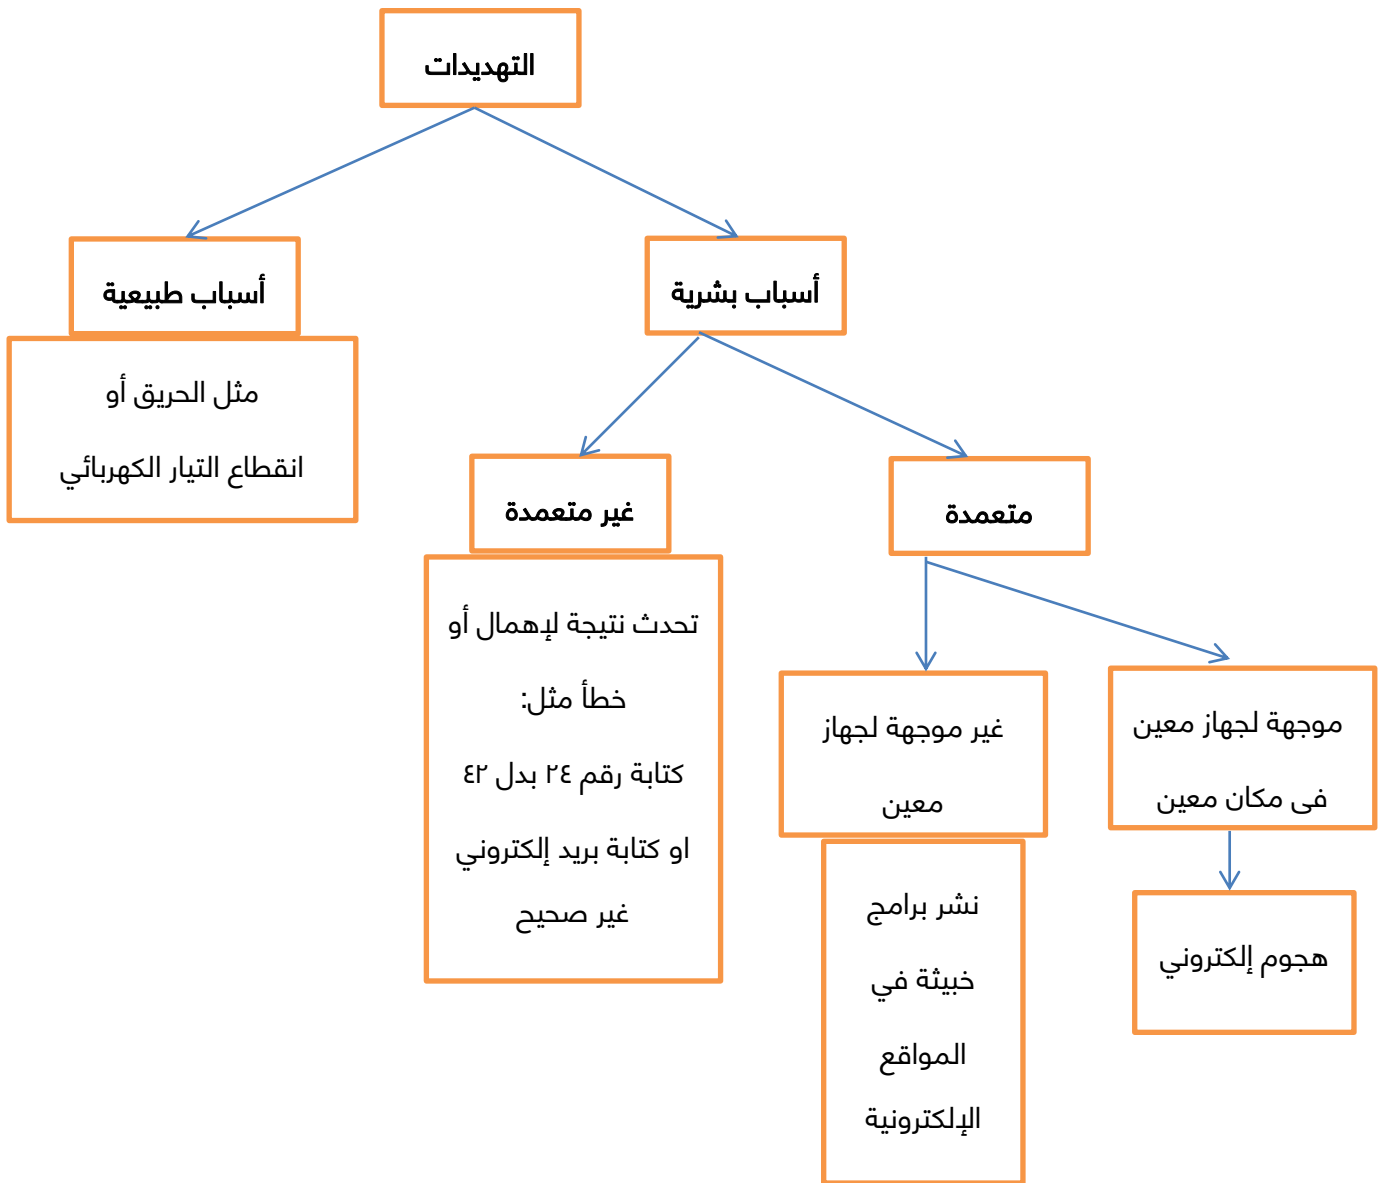 التهديدات
أسباب بشرية
أسباب طبيعية
مثل الحريق أو
انقطاع التيار الكهربائي
متعمدة
غير متعمدة
تحدث نتيجة لإهمال أو
خطأ مثل:
كتابة رقم ٢٤ بدل ٤٢
او كتابة بريد إلكتروني
غير صحيح
موجهة لجهاز معين
فى مكان معين
هجوم إلكتروني
غير موجهة لجهاز
معين
نشر برامج
خبيثة في
المواقع
الإلكترونية